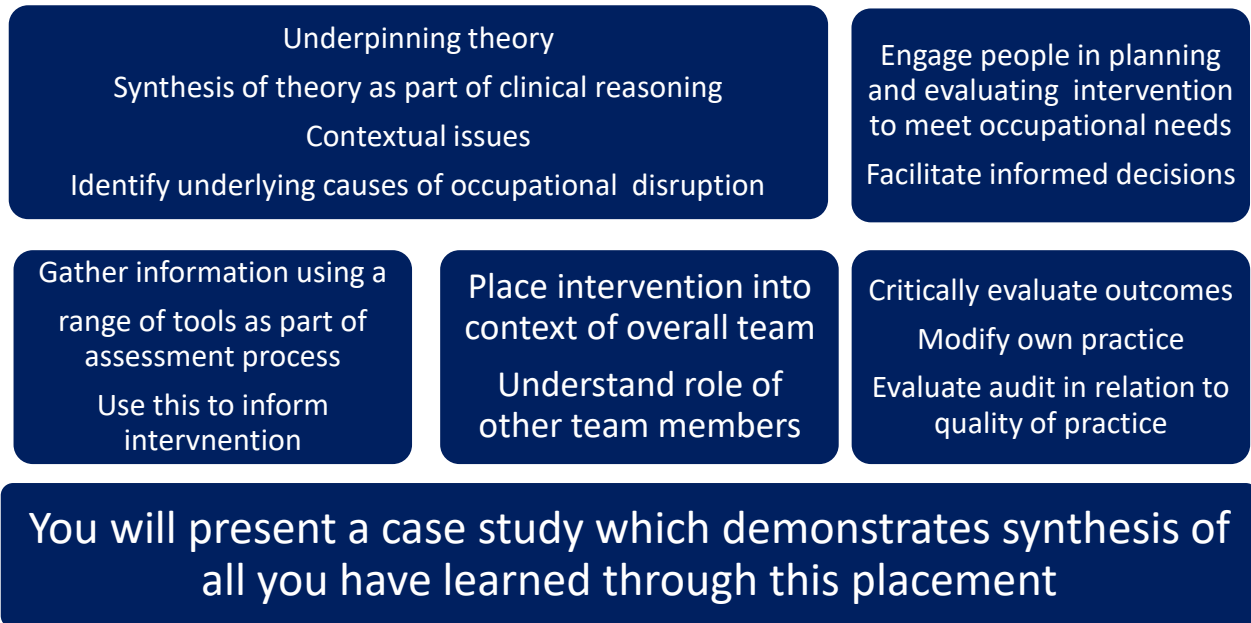 Underpinning theory
Synthesis of theory as part of clinical reasoning
Contextual issues
Identify underlying causes of occupational  disruption
Engage people in planning
and evaluating  intervention
to meet occupational needs
Facilitate informed decisions
Gather information using a
range of tools as part of
assessment process
Use this to inform
intervnention
Place intervention into
context of overall team
Understand role of
other team members
Critically evaluate outcomes
Modify own practice
Evaluate audit in relation to
quality of practice
You will present a case study which demonstrates synthesis of
all you have learned through this placement